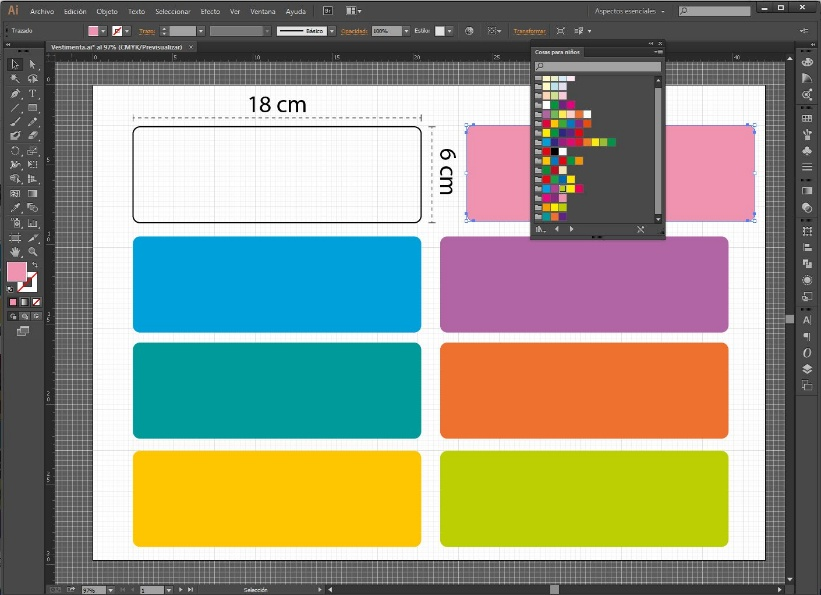 Ai Archivo Edición Objeto Texto Seleccionar Efecto Ver Ventana Ayuda Br Aspectos esenciales
Trazado Trazo: Básico Opacidad: 100% Estilo: Transformar
Vestimenta.ai* al 97% (CMYK/Previsualizar) ×
Cosas para niños
18 cm
6 cm
97% 1 Selección